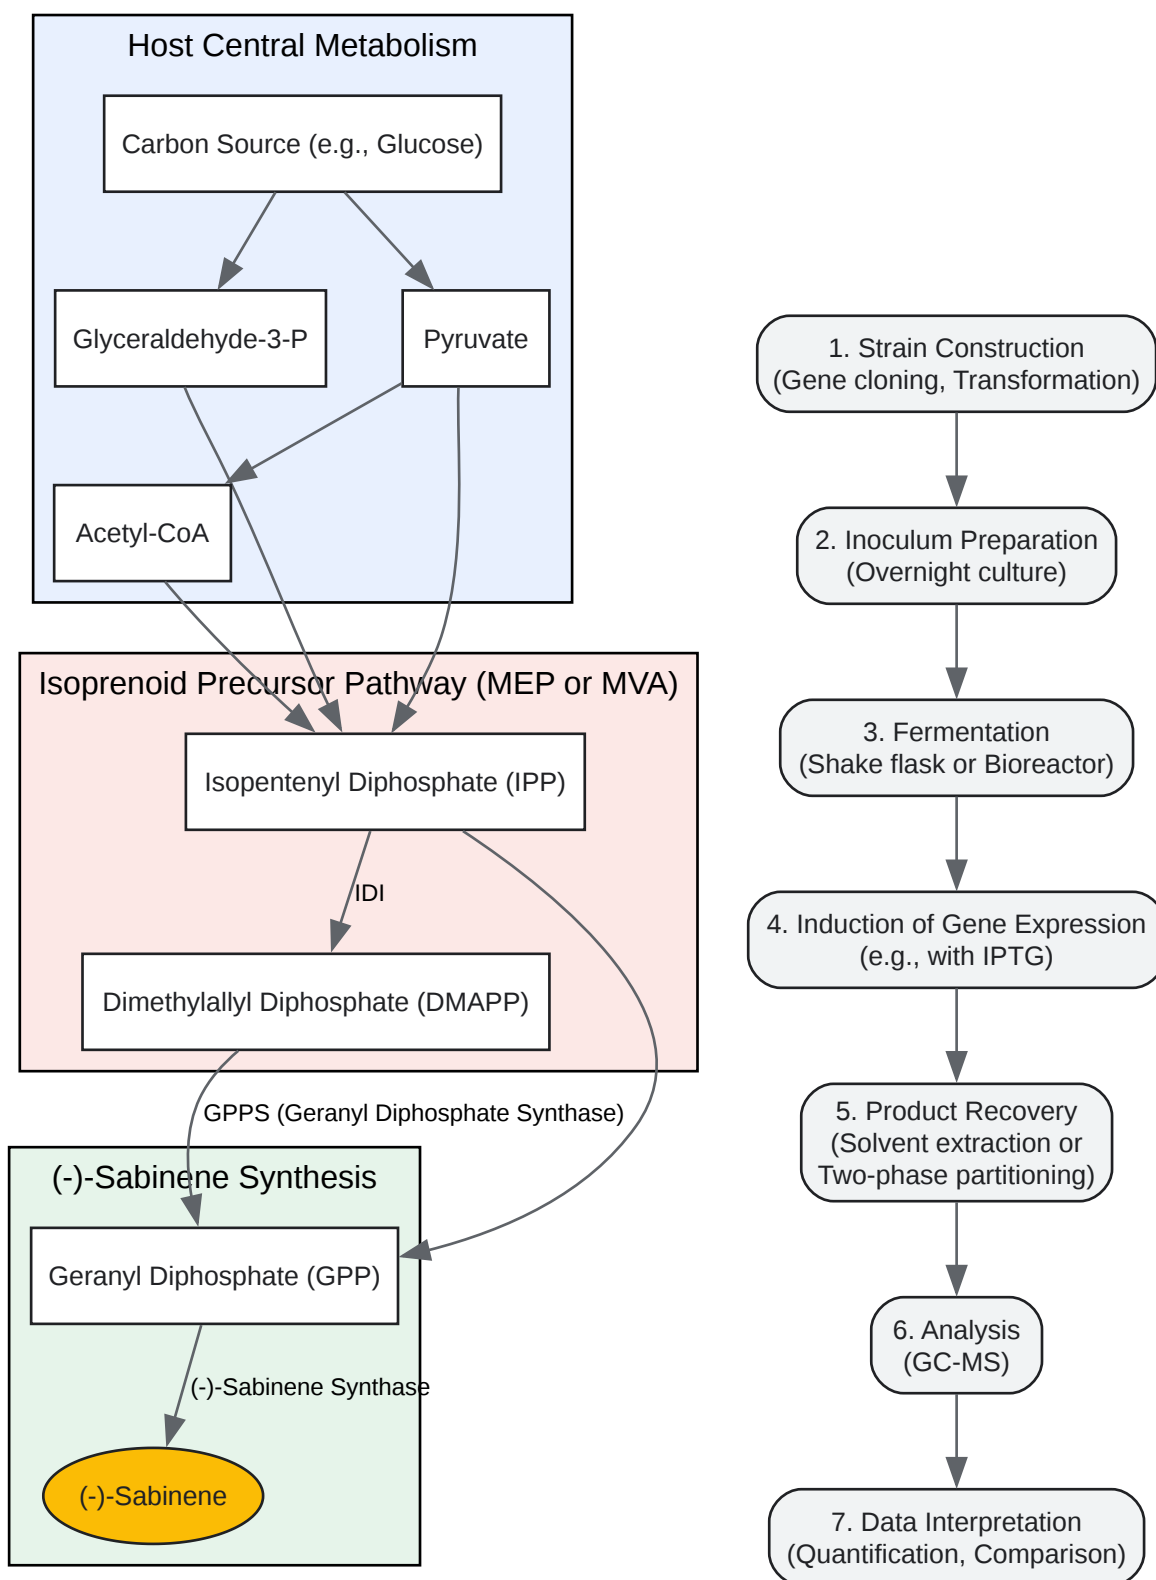 Host Central Metabolism
Carbon Source (e.g., Glucose)
Glyceraldehyde-3-P
Pyruvate
Acetyl-CoA
Isoprenoid Precursor Pathway (MEP or MVA)
Isopentenyl Diphosphate (IPP)
IDI
Dimethylallyl Diphosphate (DMAPP)
GPPS (Geranyl Diphosphate Synthase)
(-)-Sabinene Synthesis
Geranyl Diphosphate (GPP)
(-)-Sabinene Synthase
(-)-Sabinene
1. Strain Construction
(Gene cloning, Transformation)
2. Inoculum Preparation
(Overnight culture)
3. Fermentation
(Shake flask or Bioreactor)
4. Induction of Gene Expression
(e.g., with IPTG)
5. Product Recovery
(Solvent extraction or
Two-phase partitioning)
6. Analysis
(GC-MS)
7. Data Interpretation
(Quantification, Comparison)